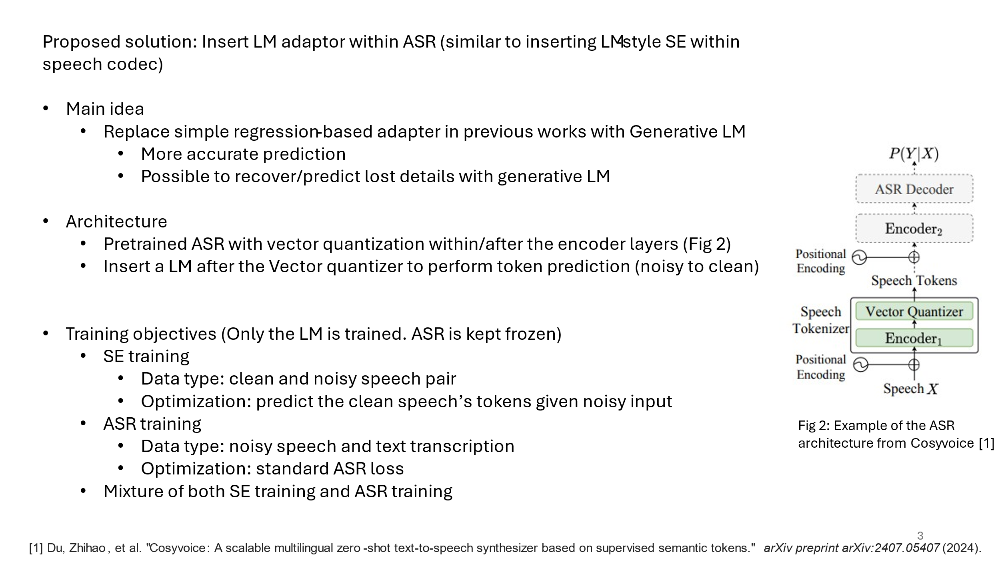 Proposed solution: Insert LM adaptor within ASR (similar to inserting LM-style SE within
speech codec)
• Main idea
• Replace simple regression-based adapter in previous works with Generative LM
• More accurate prediction
• Possible to recover/predict lost details with generative LM
• Architecture
• Pretrained ASR with vector quantization within/after the encoder layers (Fig 2)
• Insert a LM after the Vector quantizer to perform token prediction (noisy to clean)
• Training objectives (Only the LM is trained. ASR is kept frozen)
• SE training
• Data type: clean and noisy speech pair
• Optimization: predict the clean speech’s tokens given noisy input
• ASR training
• Data type: noisy speech and text transcription
• Optimization: standard ASR loss
• Mixture of both SE training and ASR training
P(Y|X)
ASR Decoder
Encoder₂
Positional
Encoding
Speech Tokens
Speech
Tokenizer
Vector Quantizer
Encoder₁
Positional
Encoding
Speech X
Fig 2: Example of the ASR
architecture from Cosyvoice [1]
3
[1] Du, Zhihao, et al. "Cosyvoice: A scalable multilingual zero-shot text-to-speech synthesizer based on supervised semantic tokens." arXiv preprint arXiv:2407.05407 (2024).